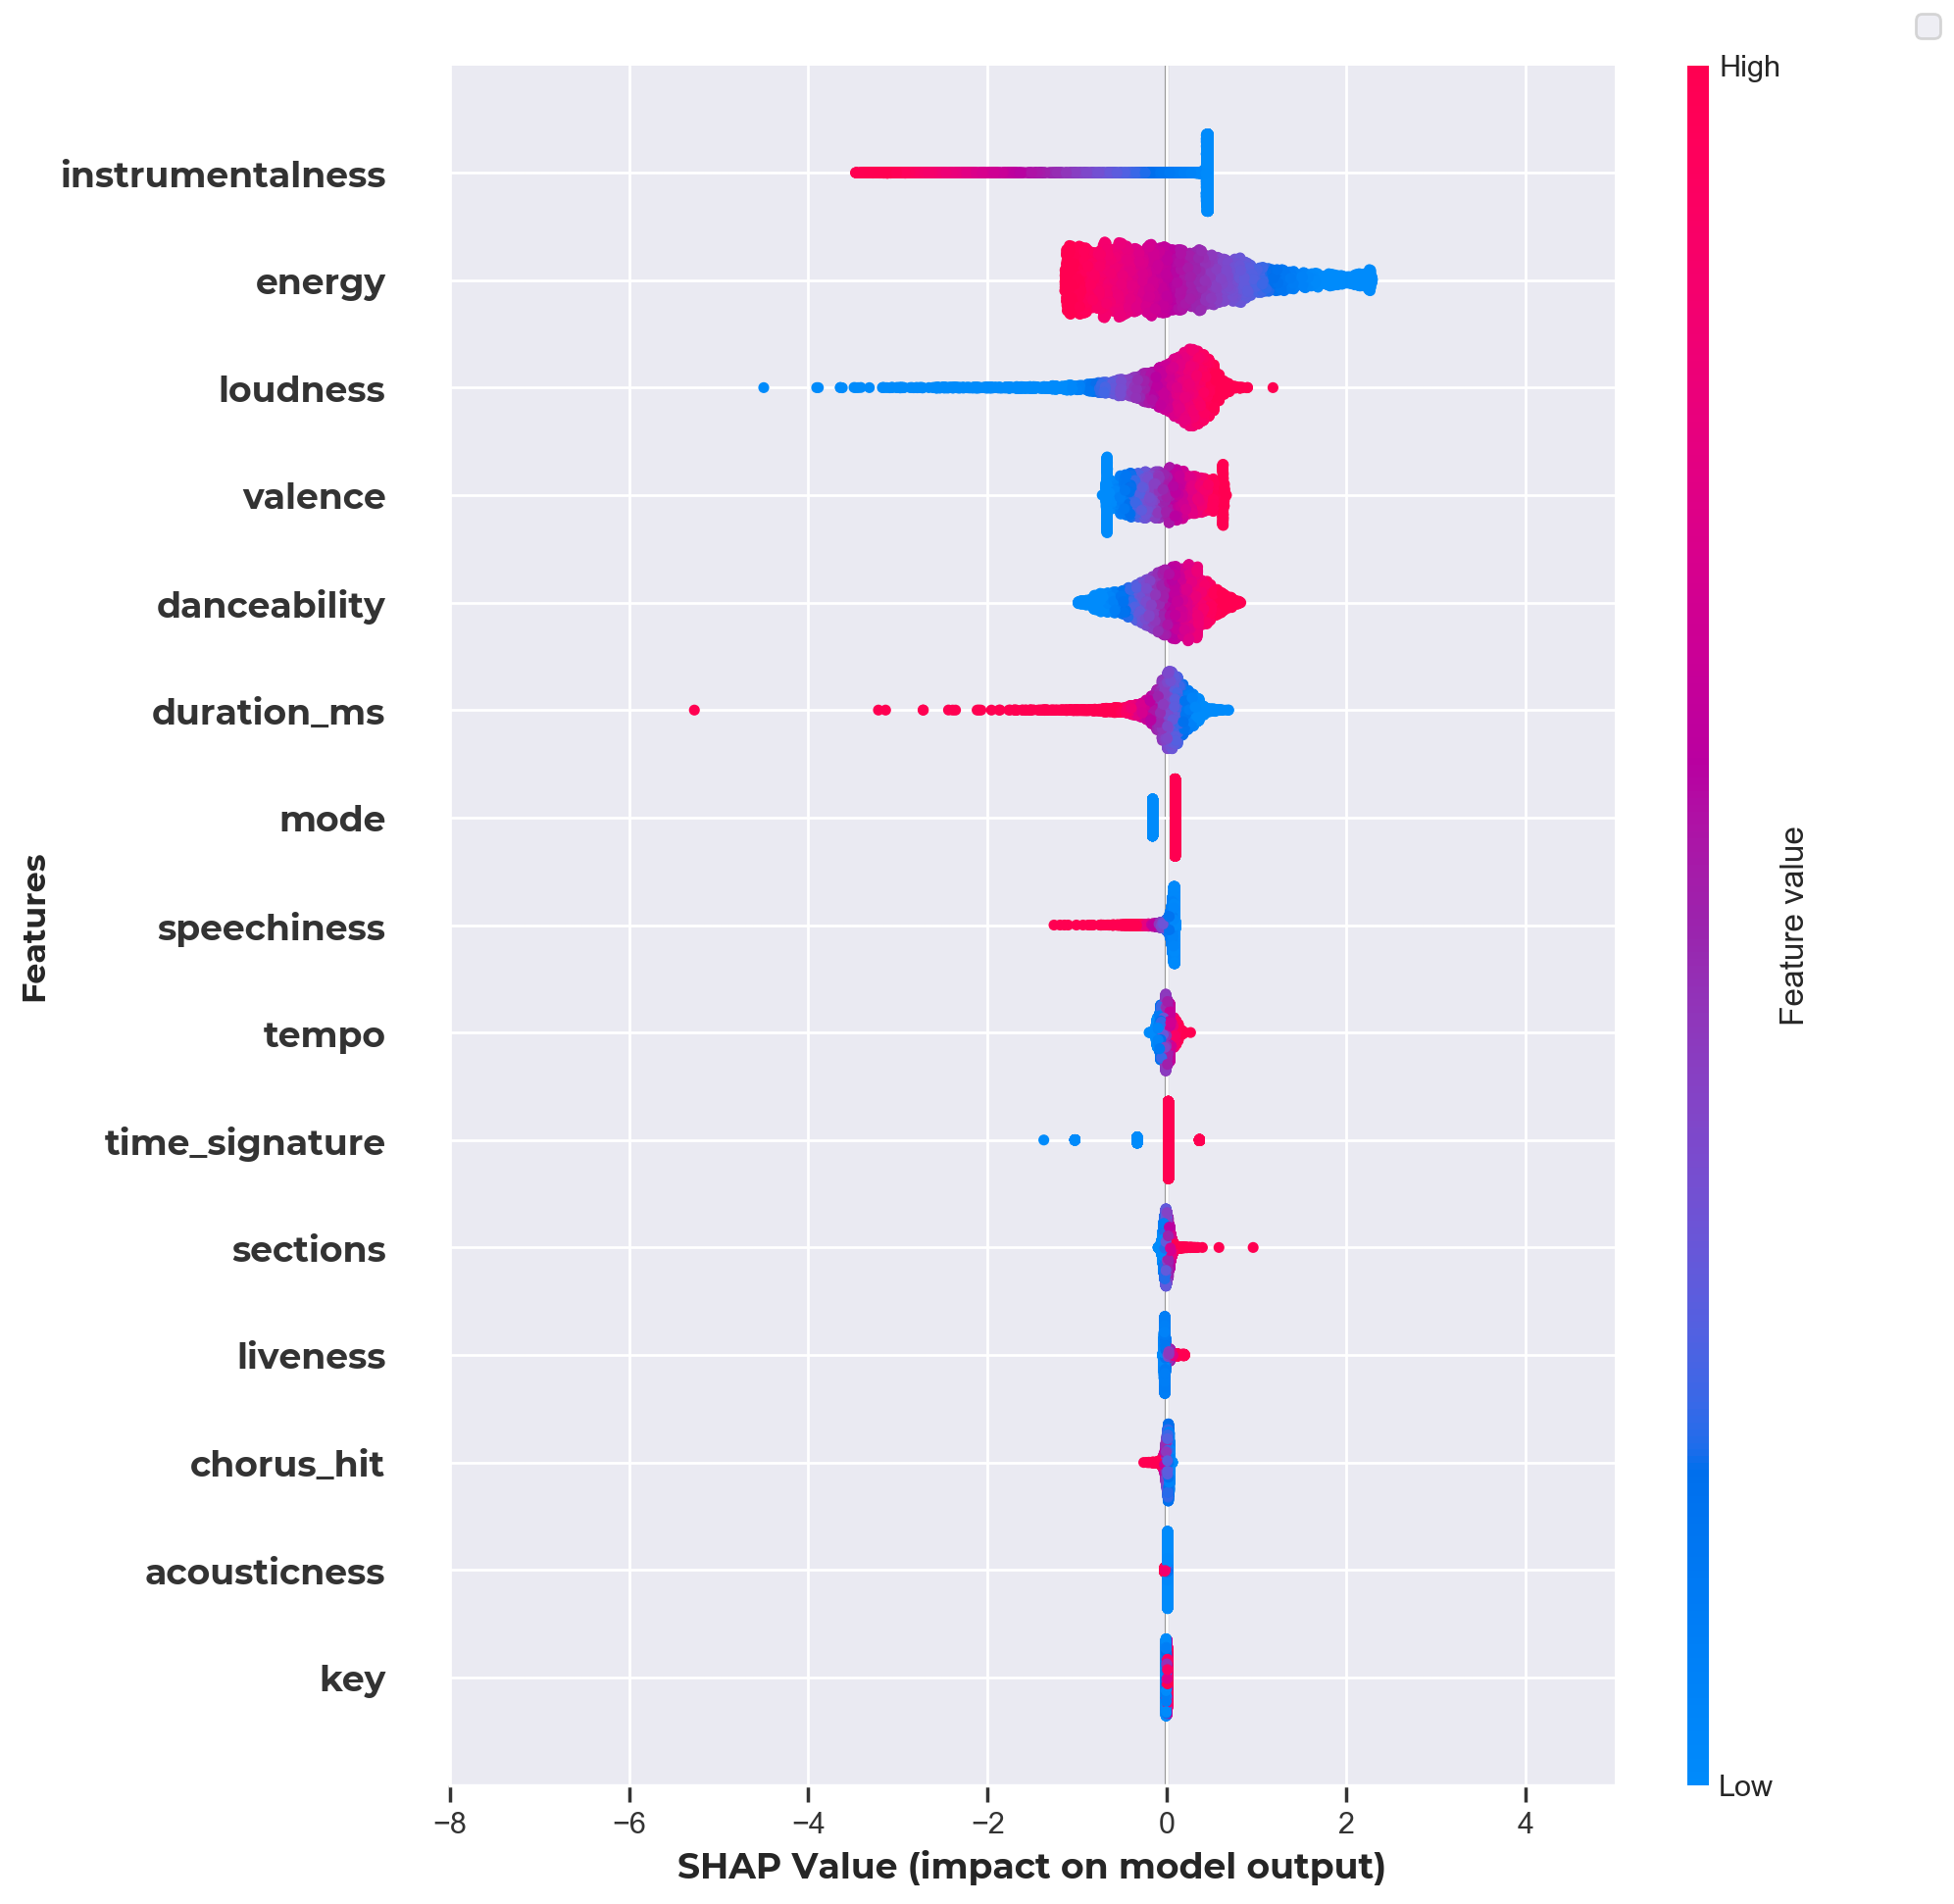 High
instrumentalness
energy
loudness
valence
danceability
duration_ms
mode
speechiness
tempo
time_signature
sections
liveness
chorus_hit
acousticness
key
Features
Feature value
Low
−8 −6 −4 −2 0 2 4
SHAP Value (impact on model output)